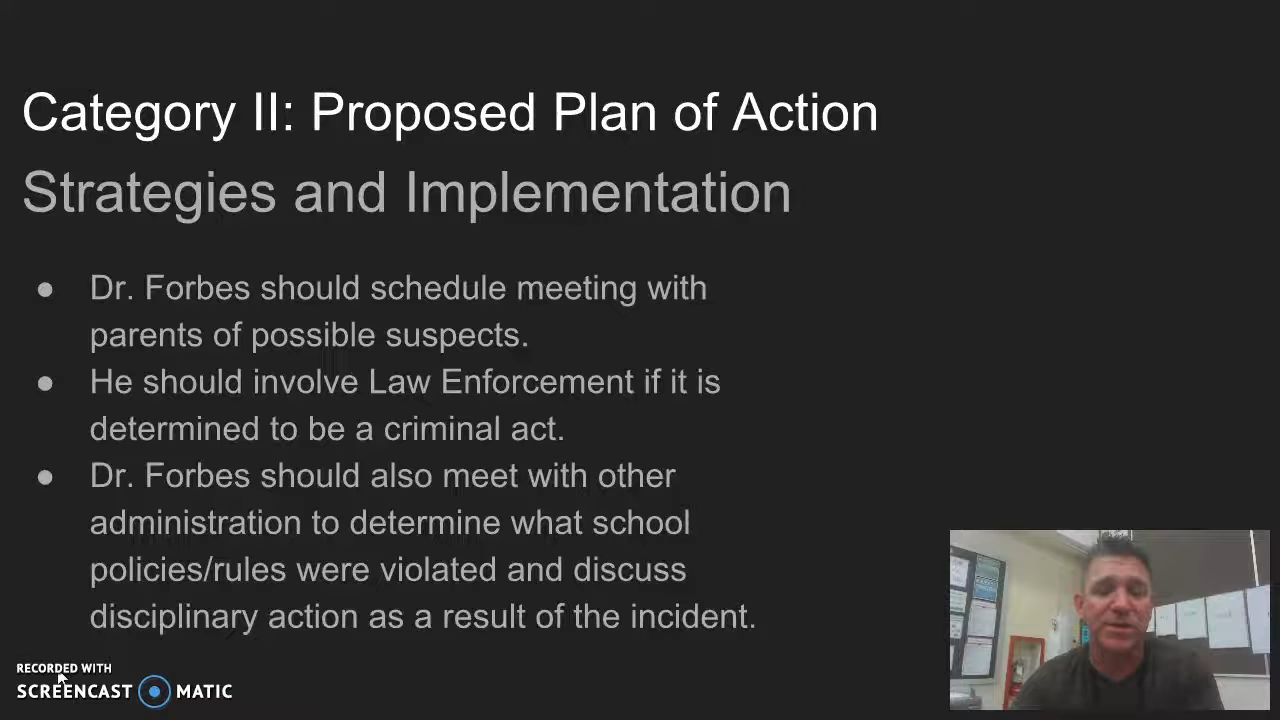 Category II: Proposed Plan of Action
Strategies and Implementation
● Dr. Forbes should schedule meeting with
parents of possible suspects.
● He should involve Law Enforcement if it is
determined to be a criminal act.
● Dr. Forbes should also meet with other
administration to determine what school
policies/rules were violated and discuss
disciplinary action as a result of the incident.
RECORDED WITH
SCREENCAST MATIC